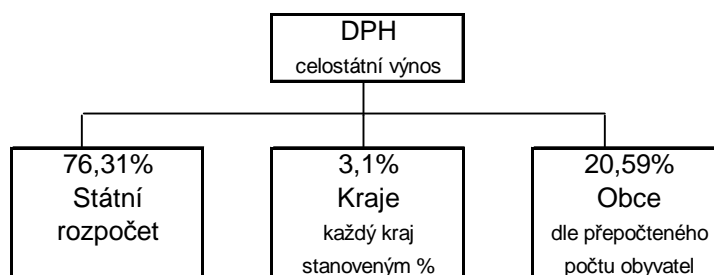 DPH
celostátní výnos
76,31%
Státní
rozpočet
3,1%
Kraje
každý kraj
stanoveným %
20,59%
Obce
dle přepočteného
počtu obyvatel